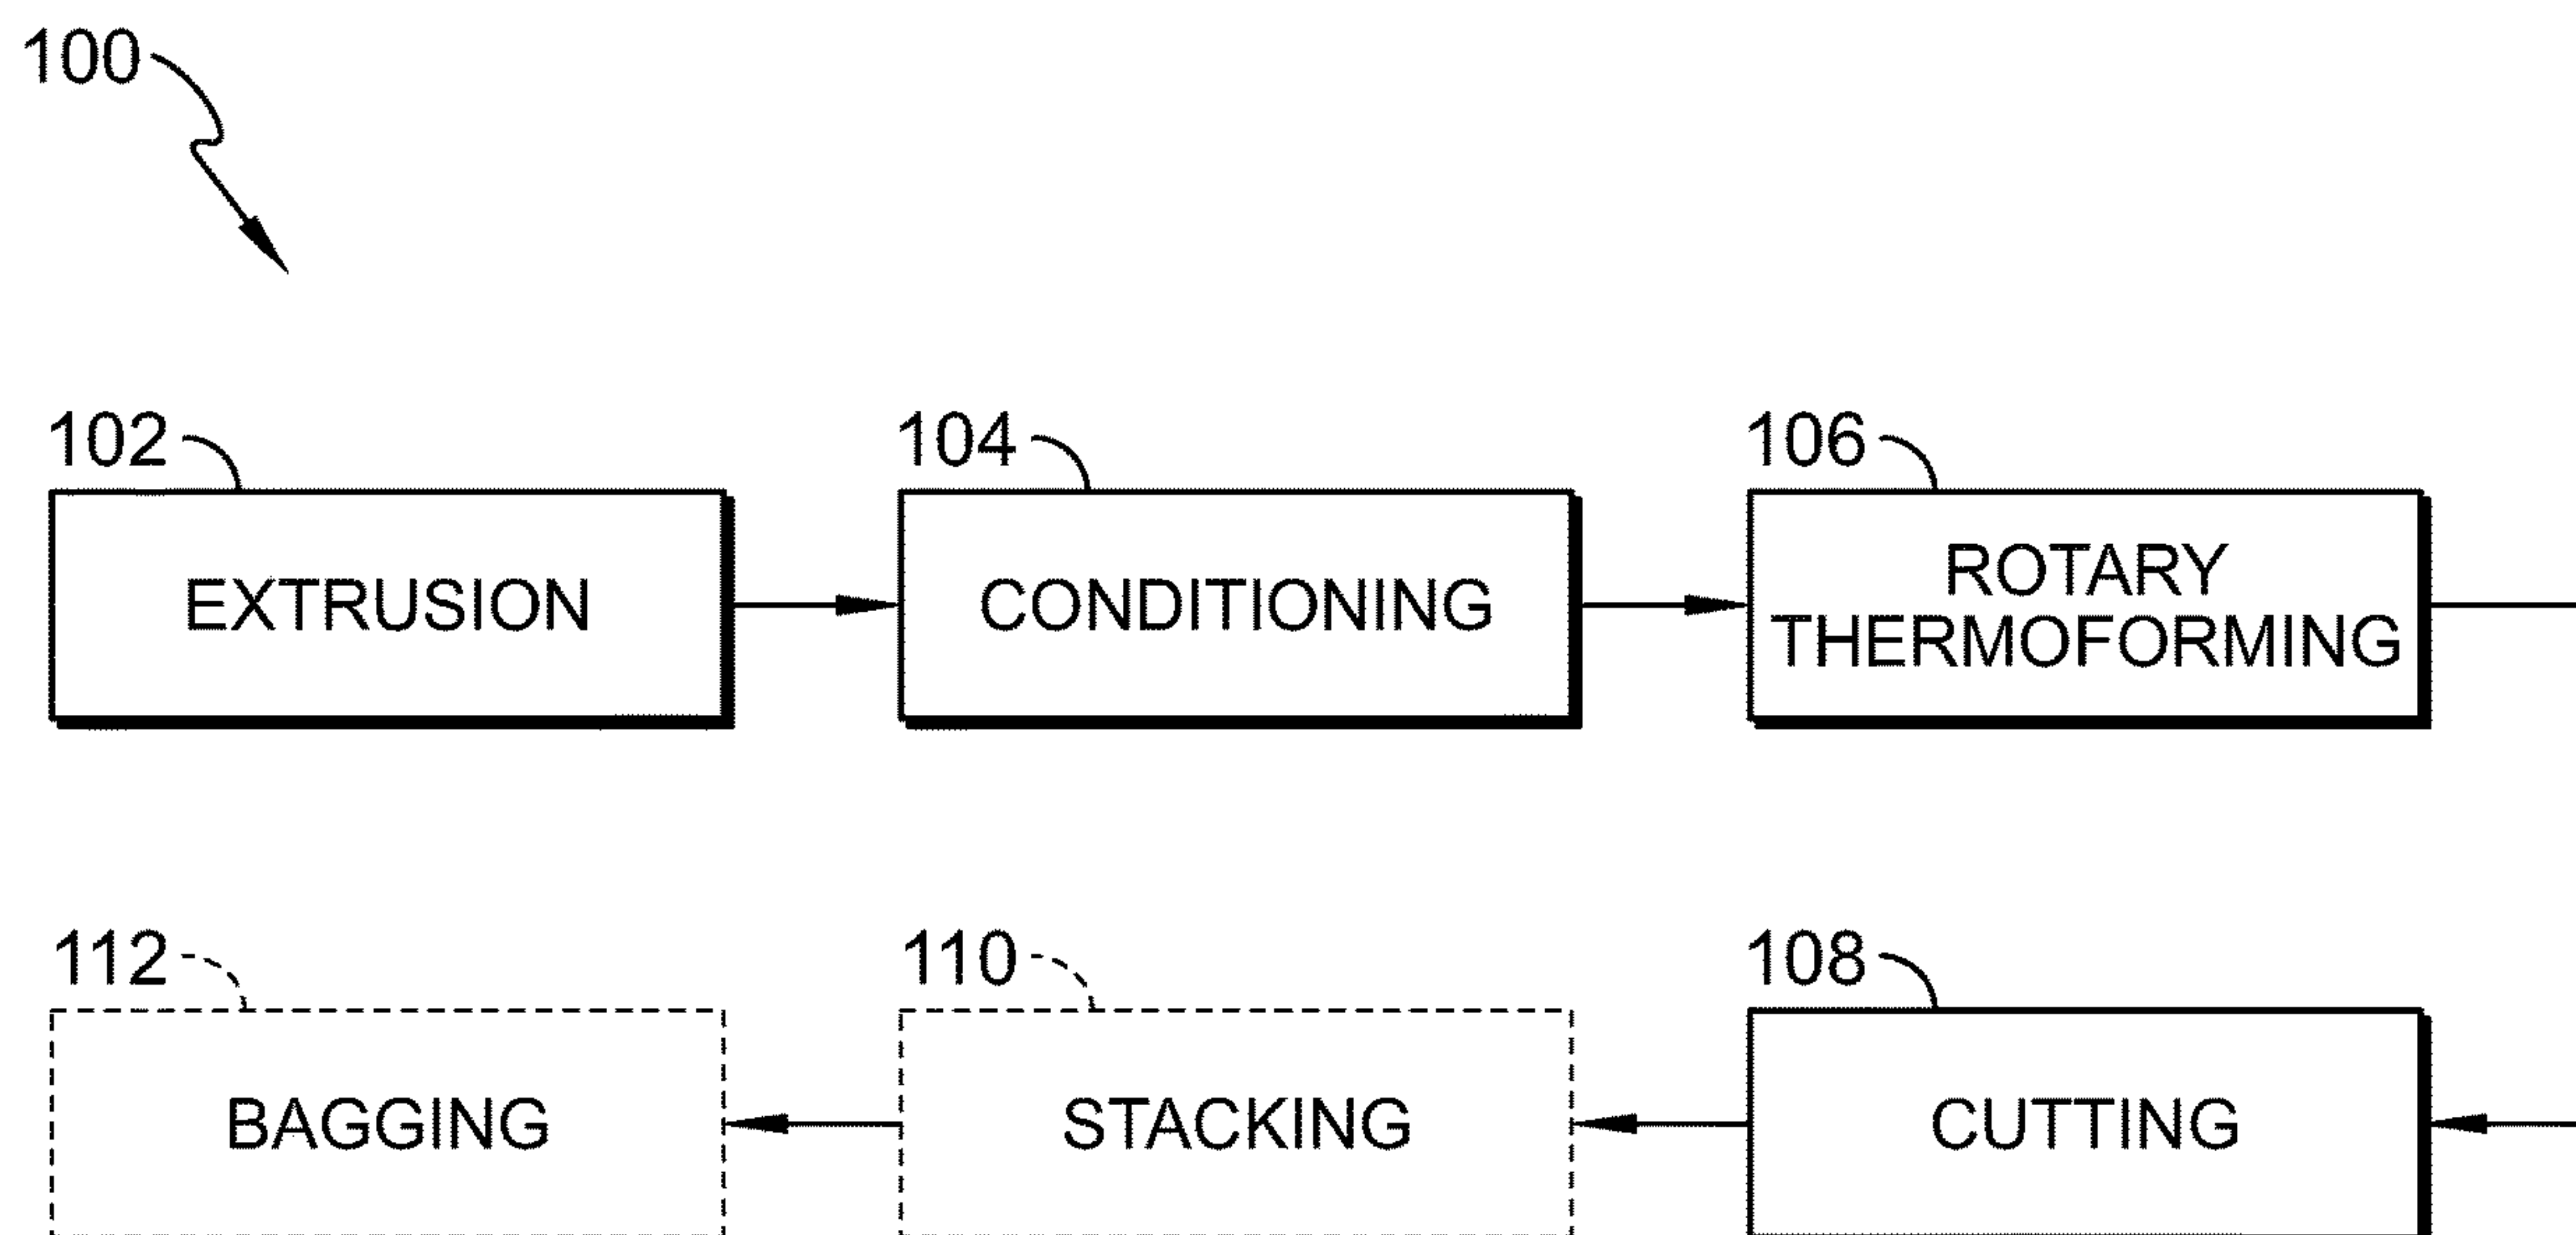 100
102
EXTRUSION
104
CONDITIONING
106
ROTARY
THERMOFORMING
112
BAGGING
110
STACKING
108
CUTTING